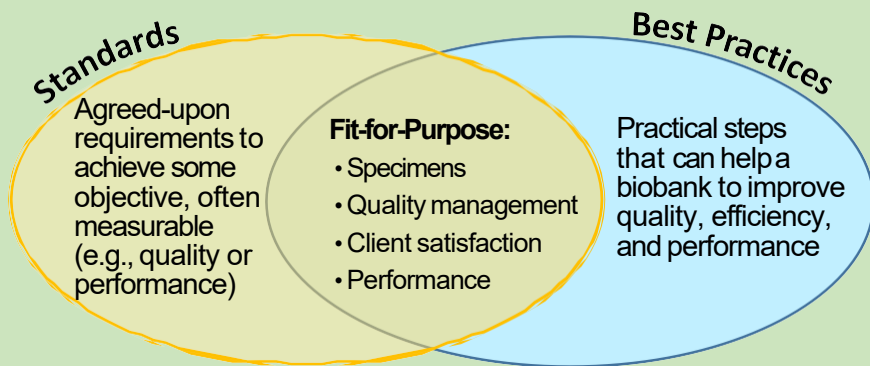 Standards
Agreed-upon
requirements to
achieve some
objective, often
measurable
(e.g., quality or
performance)
Fit-for-Purpose:
• Specimens
• Quality management
• Client satisfaction
• Performance
Best Practices
Practical steps
that can help a
biobank to improve
quality, efficiency,
and performance